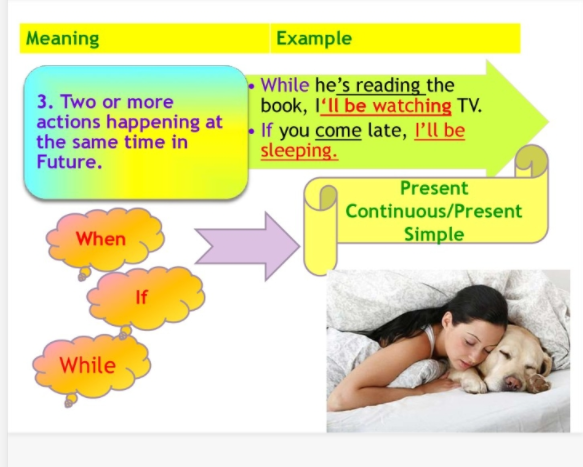 Meaning
Example
3. Two or more
actions happening at
the same time in
Future.
• While he's reading the
book, I'll be watching TV.
• If you come late, I'll be
sleeping.
Present
Continuous/Present
Simple
When
If
While